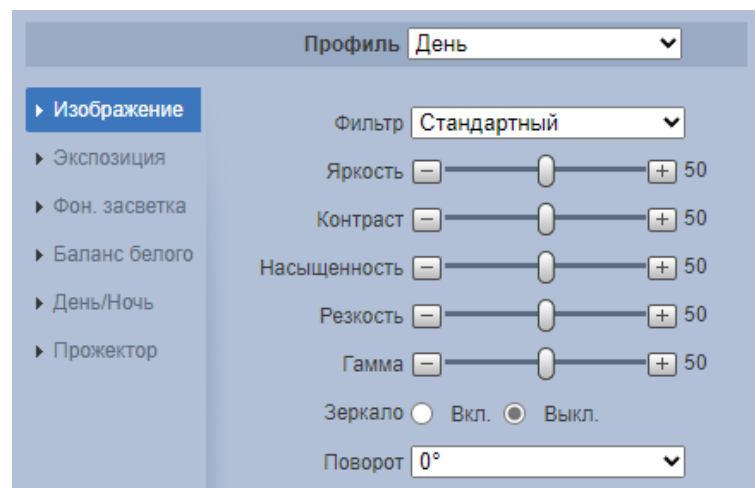 Профиль День
Изображение
Экспозиция
Фон. засветка
Баланс белого
День/Ночь
Прожектор
Фильтр Стандартный
Яркость 50
Контраст 50
Насыщенность 50
Резкость 50
Гамма 50
Зеркало Вкл. Выкл.
Поворот 0°